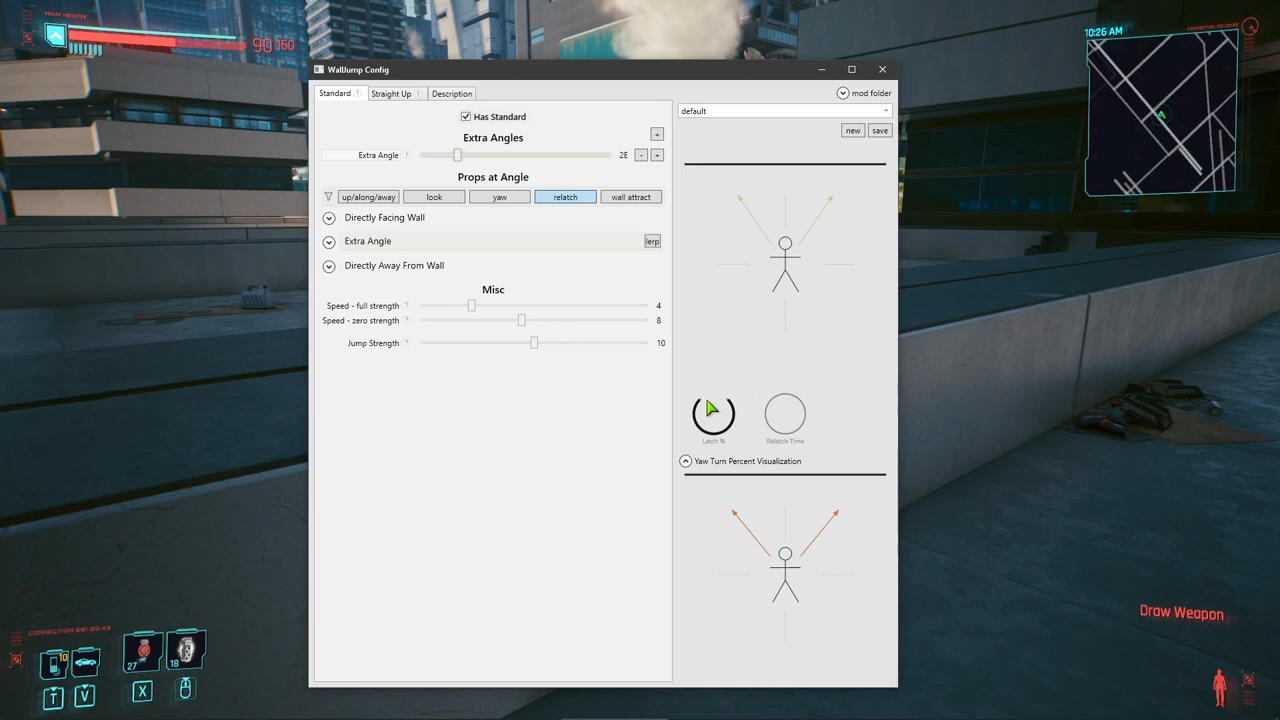 HEALTH INDICATION
90 150
10:26 AM
WallJump Config
Standard ?
Straight Up ?
Description
mod folder
Has Standard
default
new
save
Extra Angles
+
Extra Angle ?
2E
-
+
Props at Angle
up/along/away
look
yaw
relatch
wall attract
Directly Facing Wall
Extra Angle
lerp
Directly Away From Wall
Misc
Speed - full strength ?
4
Speed - zero strength ?
8
Jump Strength ?
10
Latch %
Relatch Time
Yaw Turn Percent Visualization
Draw Weapon
10
27
18
T
V
X